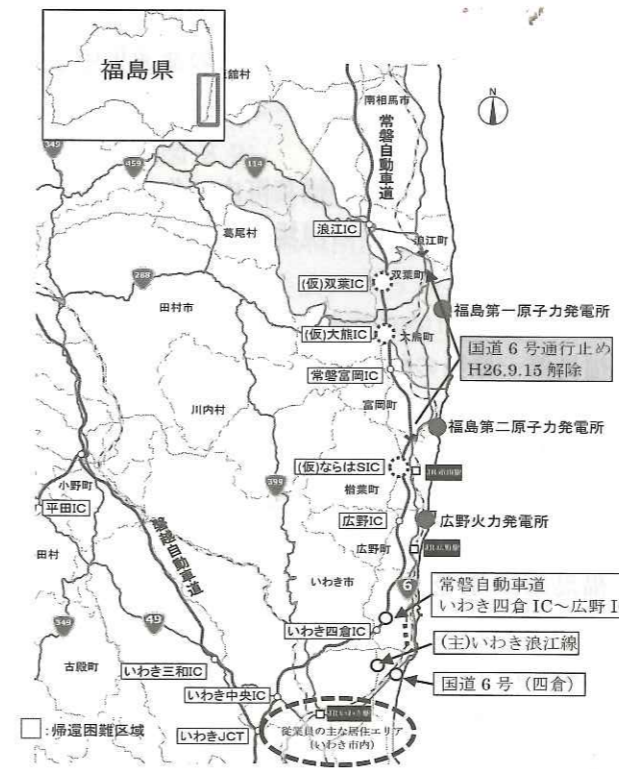 福島県
南相馬市
常磐自動車道
349
459
114
浪江IC
浪江町
葛尾村
(仮)双葉IC
双葉町
288
田村市
福島第一原子力発電所
(仮)大熊IC
大熊町
国道6号通行止め
H26.9.15 解除
常磐富岡IC
富岡町
川内村
福島第二原子力発電所
(仮)ならはSIC
399
楢葉町
小野町
平田IC
広野IC
広野火力発電所
磐越自動車道
広野町
田村
いわき市
6
常磐自動車道
いわき四倉 IC～広野 I
349
49
いわき四倉IC
(主)いわき浪江線
古殿町
いわき三和IC
国道6号（四倉）
いわき中央IC
□:帰還困難区域
いわきJCT
従業員の主な居住エリア
(いわき市内)
N